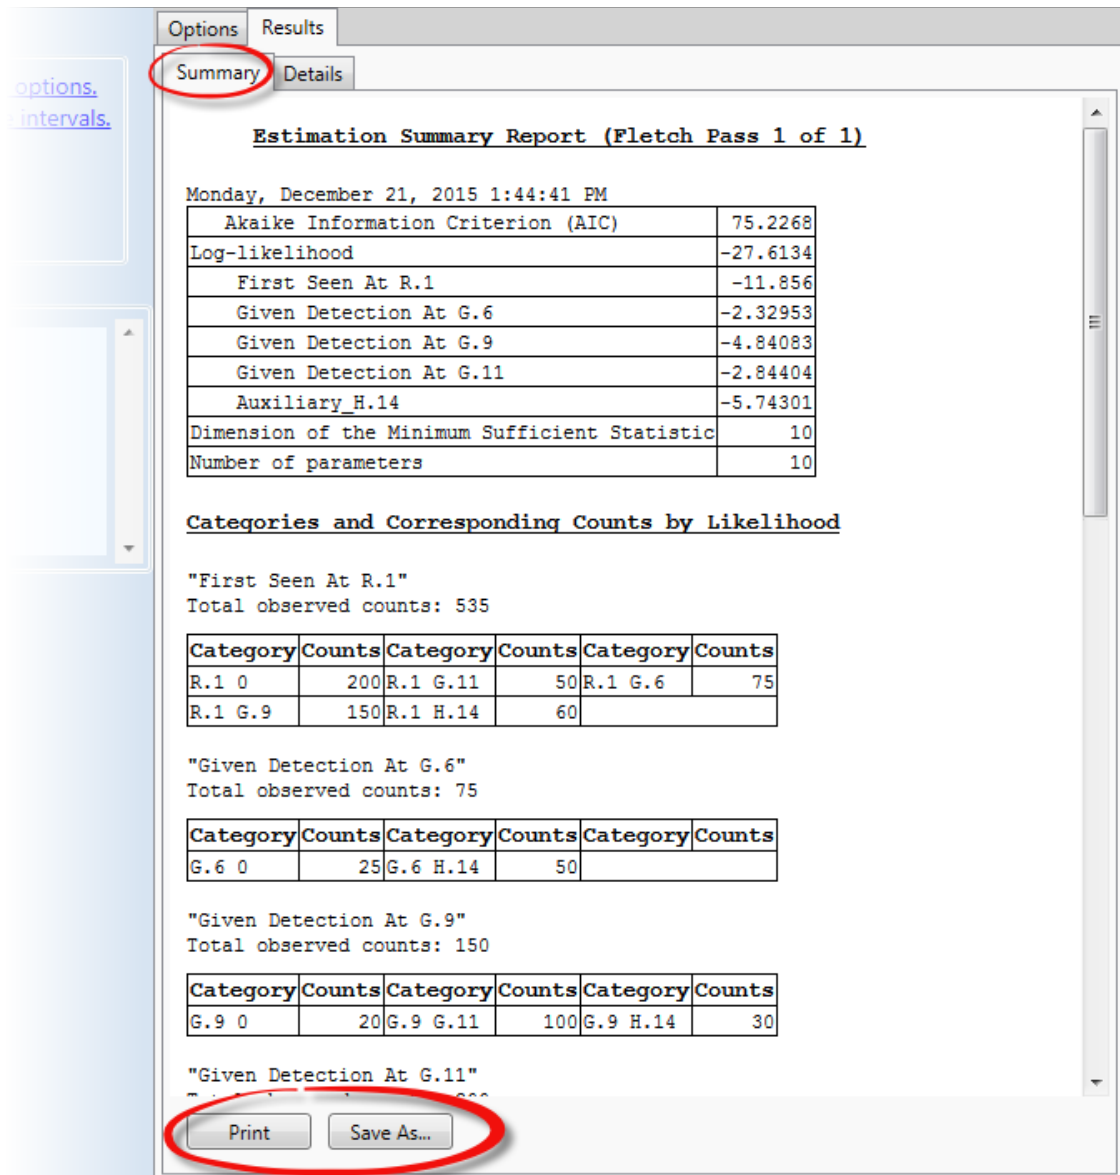 Options Results
Summary Details
options.
intervals.
Estimation Summary Report (Fletch Pass 1 of 1)
Monday, December 21, 2015 1:44:41 PM
Akaike Information Criterion (AIC) 75.2268
Log-likelihood -27.6134
First Seen At R.1 -11.856
Given Detection At G.6 -2.32953
Given Detection At G.9 -4.84083
Given Detection At G.11 -2.84404
Auxiliary_H.14 -5.74301
Dimension of the Minimum Sufficient Statistic 10
Number of parameters 10
Categories and Corresponding Counts by Likelihood
"First Seen At R.1"
Total observed counts: 535
Category Counts Category Counts Category Counts
R.1 0 200 R.1 G.11 50 R.1 G.6 75
R.1 G.9 150 R.1 H.14 60
"Given Detection At G.6"
Total observed counts: 75
Category Counts Category Counts Category Counts
G.6 0 25 G.6 H.14 50
"Given Detection At G.9"
Total observed counts: 150
Category Counts Category Counts Category Counts
G.9 0 20 G.9 G.11 100 G.9 H.14 30
"Given Detection At G.11"
Print Save As...